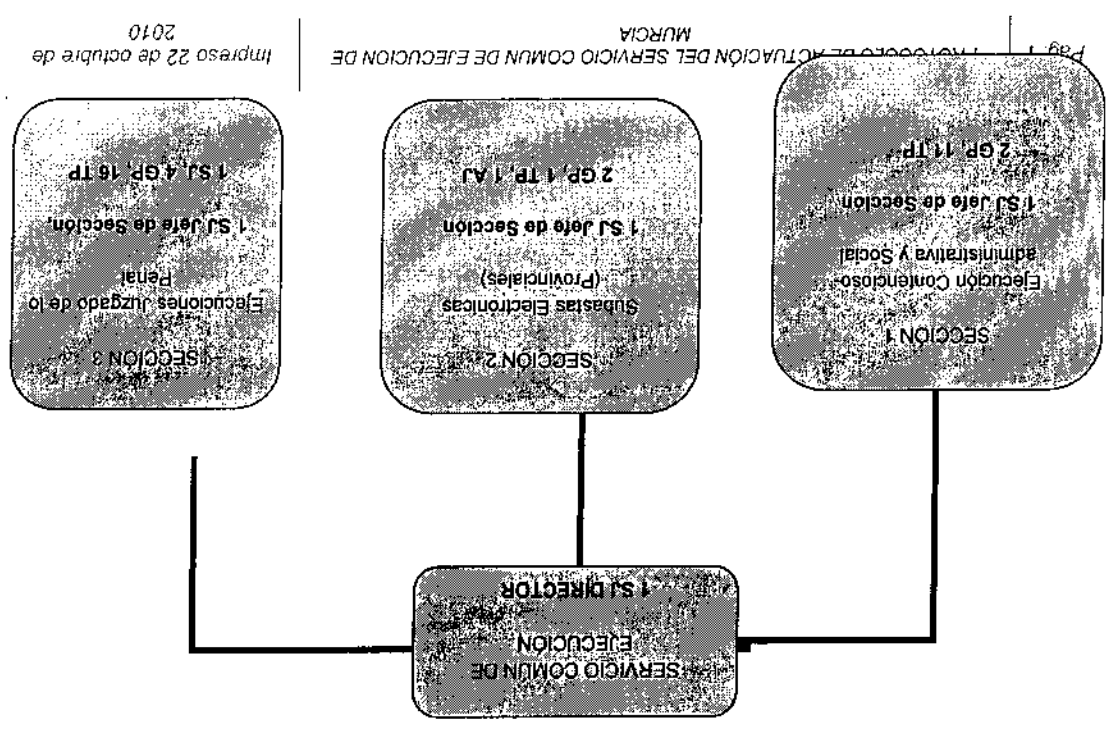 SERVICIO COMUN DE
EJECUCIÓN
1 SJ DIRECTOR
SECCIÓN 1
Ejecución Contencioso-
administrativa y Social
1 SJ Jefe de Sección
2 GP, 11 TP
SECCIÓN 2
Subastas Electrónicas
(Provinciales)
1 SJ Jefe de Sección
2 GP, 1 TP, 1 AJ
SECCIÓN 3
Ejecuciones Juzgado de lo
Penal
1 SJ Jefe de Sección,
1 SJ, 4 GP, 16 TP
Pág. 1
PROTOCOLO DE ACTUACIÓN DEL SERVICIO COMUN DE EJECUCION DE
MURCIA
Impreso 22 de octubre de
2010